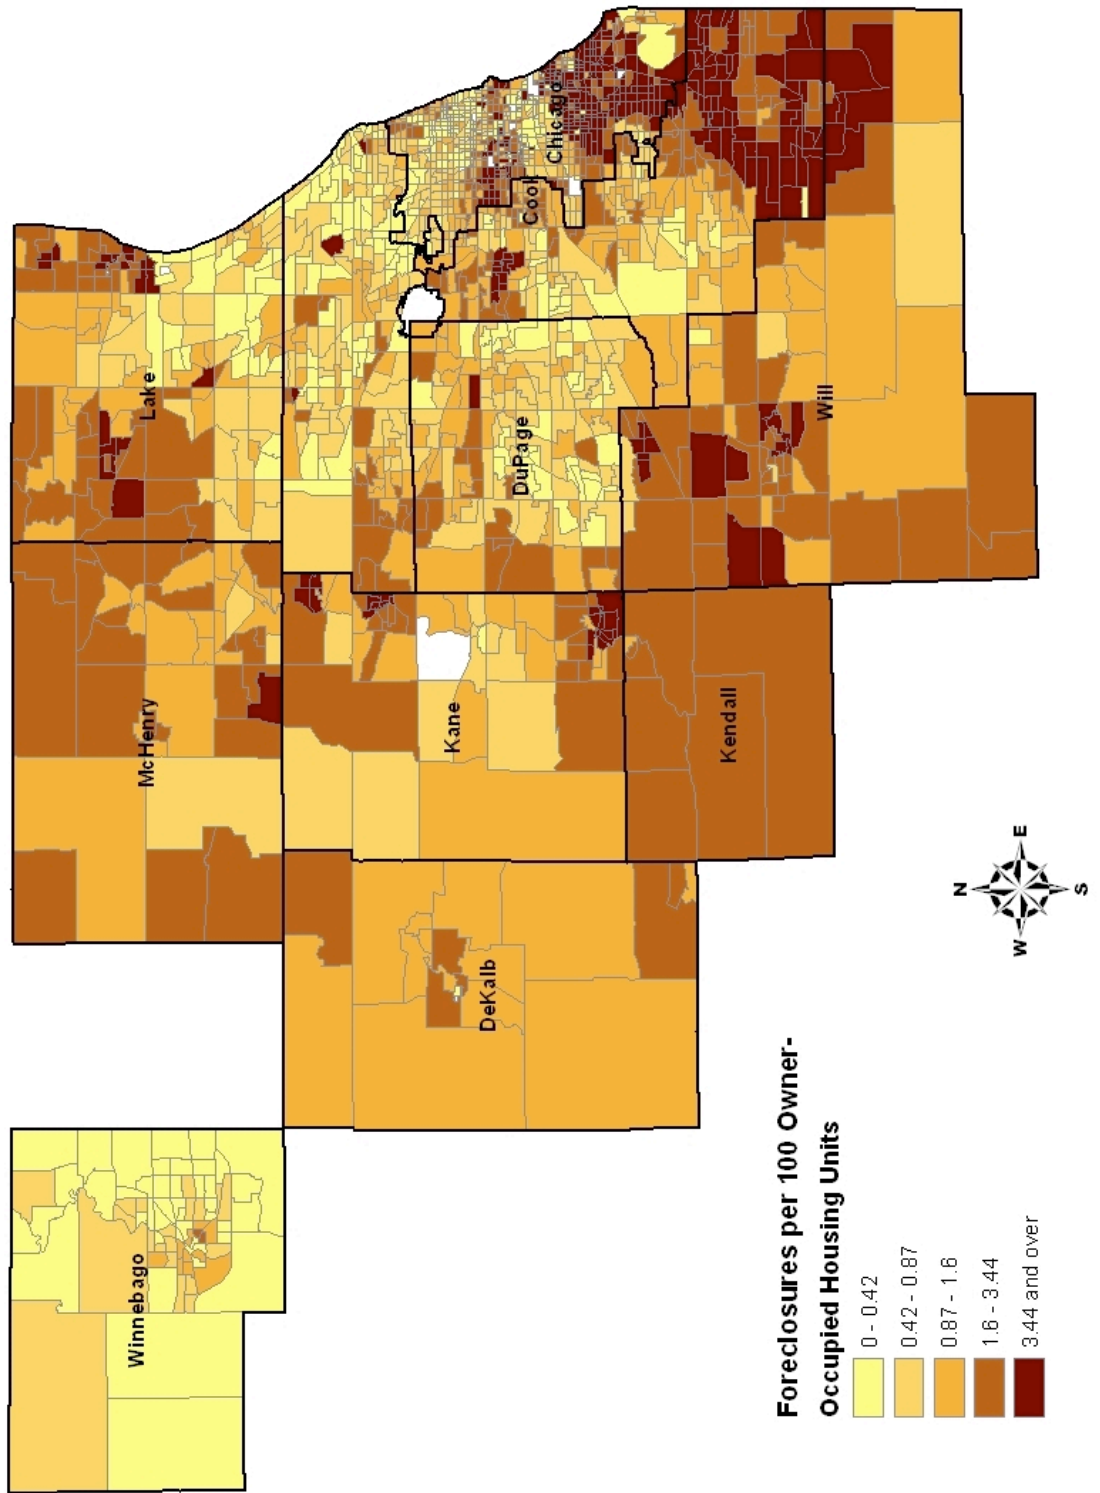 Winnebago
McHenry
Lake
DeKalb
Kane
DuPage
Cook
Chicago
Kendall
Will
N
W
E
S
Foreclosures per 100 Owner-
Occupied Housing Units
0 - 0.42
0.42 - 0.87
0.87 - 1.6
1.6 - 3.44
3.44 and over